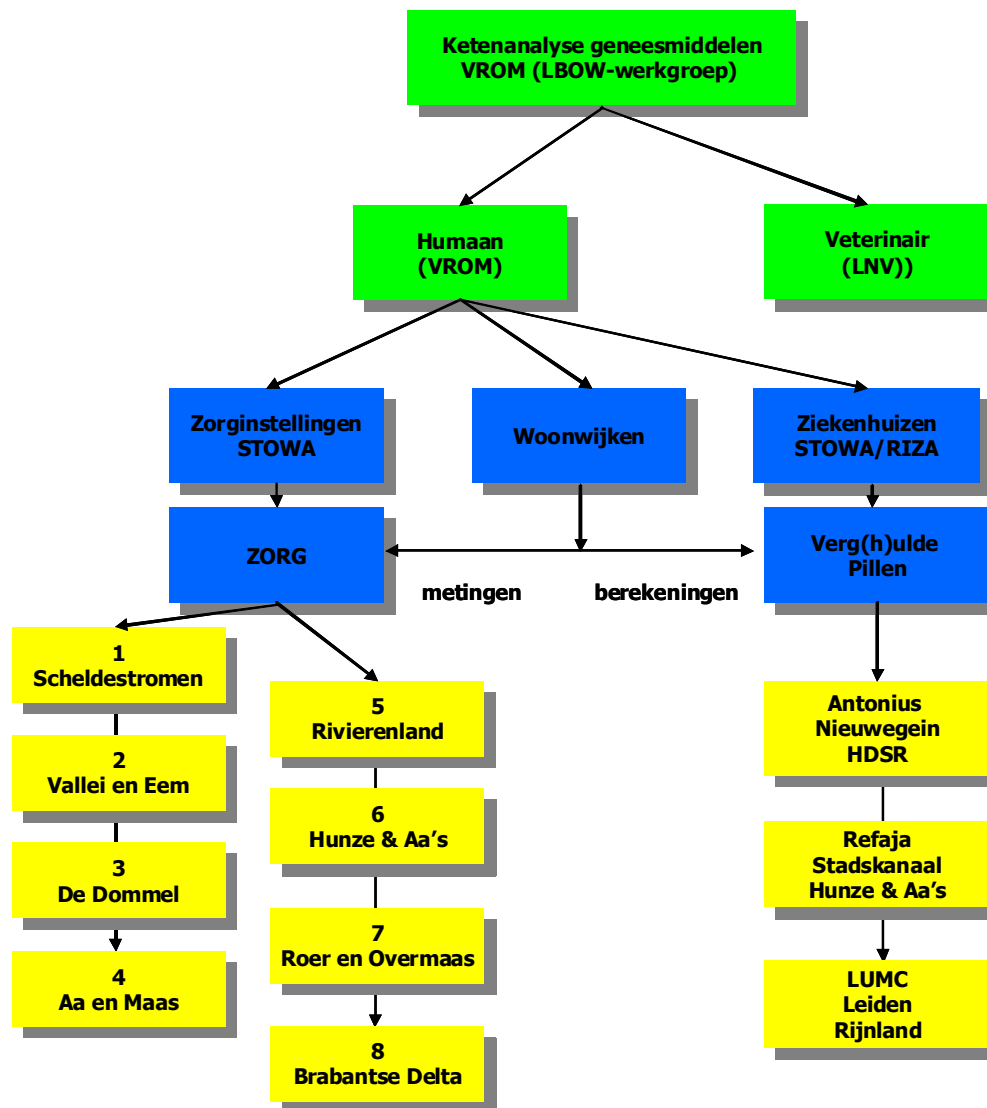 Ketenanalyse geneesmiddelen
VROM (LBOW-werkgroep)
Humaan
(VROM)
Veterinair
(LNV))
Zorginstellingen
STOWA
Woonwijken
Ziekenhuizen
STOWA/RIZA
ZORG
Verg(h)ulde
Pillen
metingen
berekeningen
1
Scheldestromen
2
Vallei en Eem
3
De Dommel
4
Aa en Maas
5
Rivierenland
6
Hunze & Aa’s
7
Roer en Overmaas
8
Brabantse Delta
Antonius
Nieuwegein
HDSR
Refaja
Stadskanaal
Hunze & Aa’s
LUMC
Leiden
Rijnland